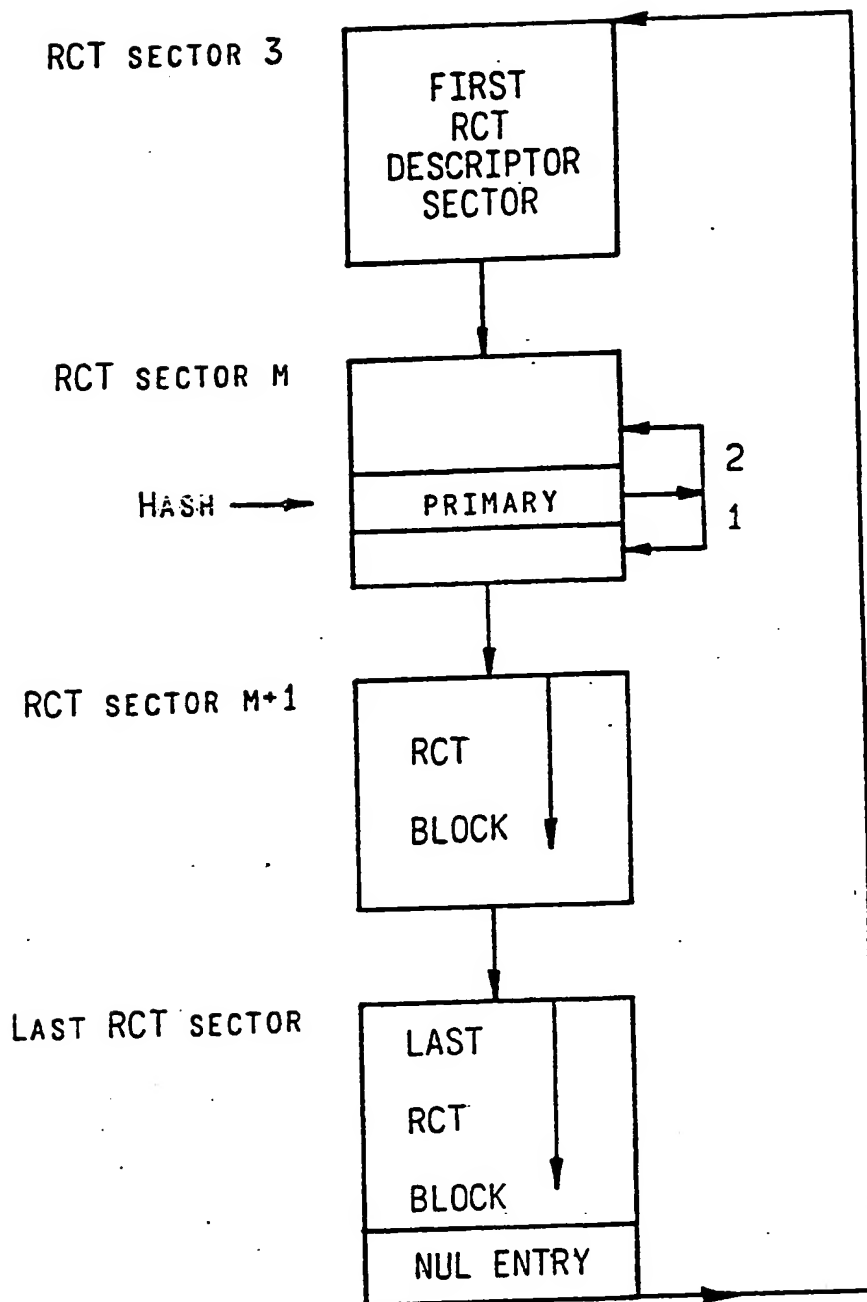 RCT SECTOR 3
FIRST
RCT
DESCRIPTOR
SECTOR
RCT SECTOR M
2
HASH
PRIMARY
1
RCT SECTOR M+1
RCT
BLOCK
LAST RCT SECTOR
LAST
RCT
BLOCK
NUL ENTRY